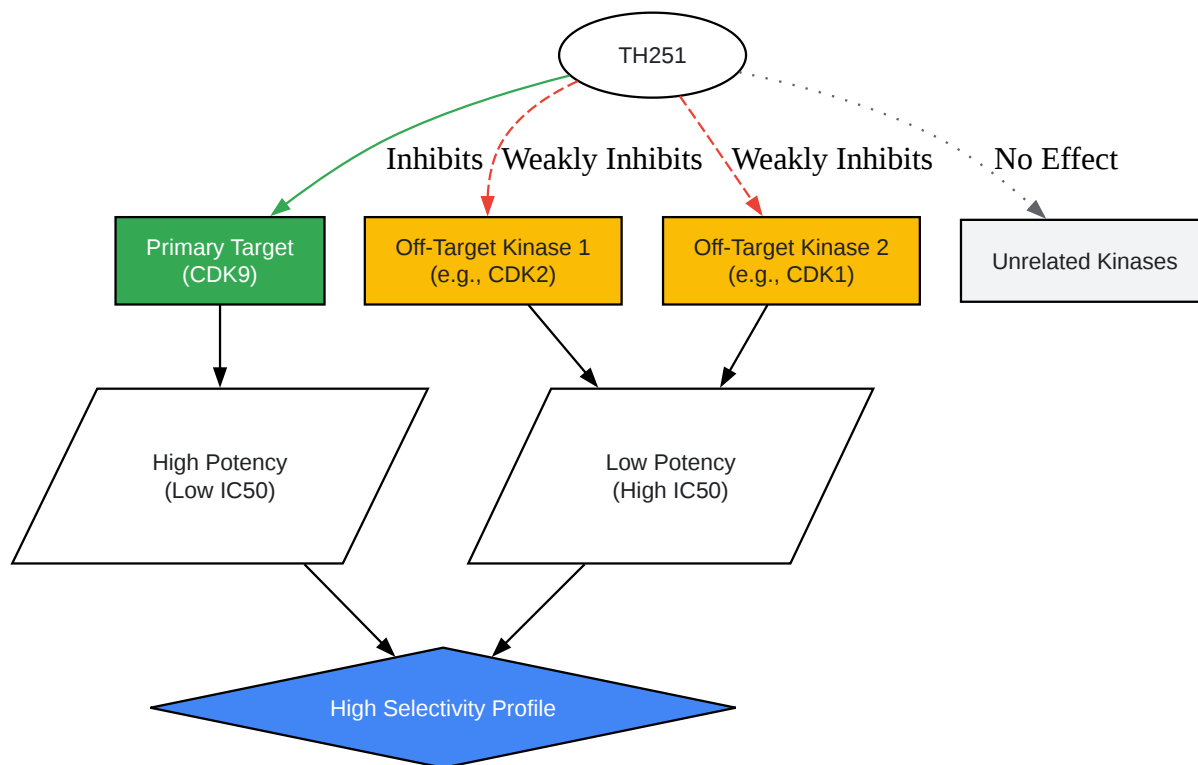 TH251
Inhibits
Weakly Inhibits
Weakly Inhibits
No Effect
Primary Target
(CDK9)
Off-Target Kinase 1
(e.g., CDK2)
Off-Target Kinase 2
(e.g., CDK1)
Unrelated Kinases
High Potency
(Low IC50)
Low Potency
(High IC50)
High Selectivity Profile